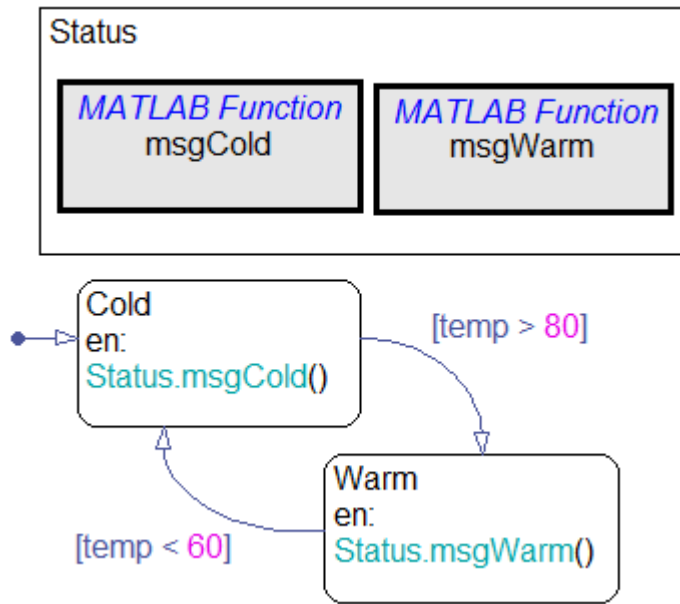 Status
MATLAB Function
msgCold
MATLAB Function
msgWarm
Cold
en:
Status.msgCold()
[temp > 80]
Warm
en:
Status.msgWarm()
[temp < 60]